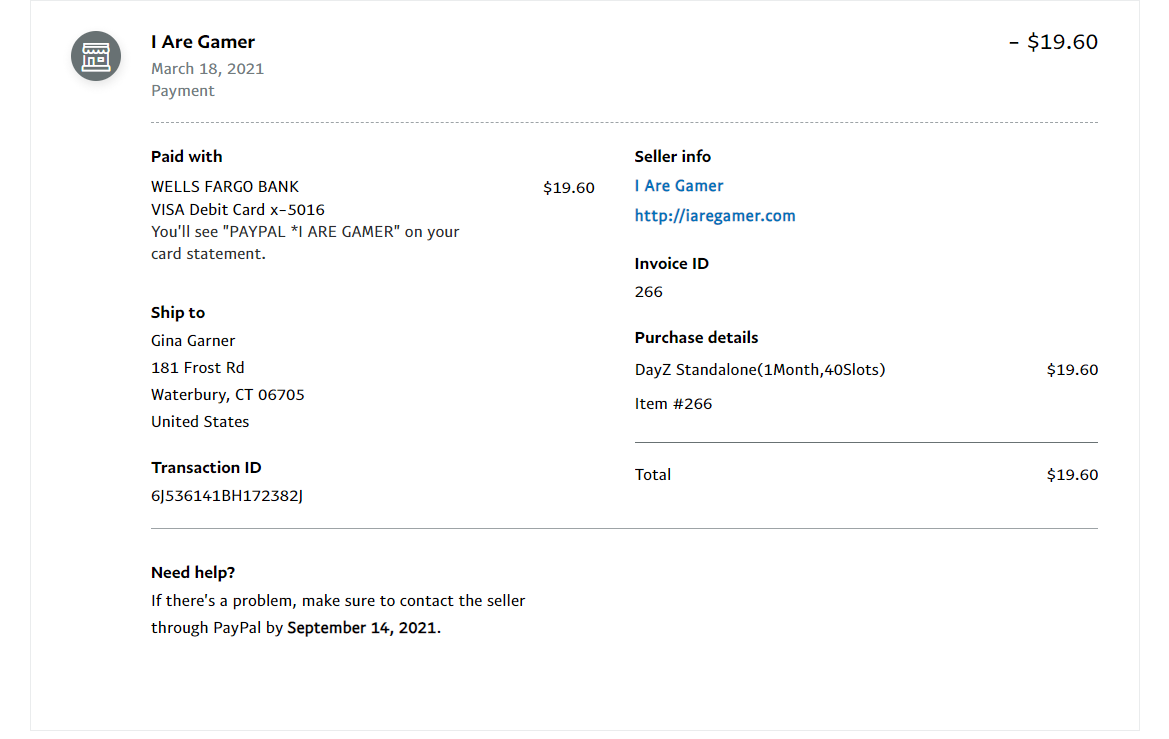 I Are Gamer
- $19.60
March 18, 2021
Payment
Paid with
WELLS FARGO BANK
$19.60
VISA Debit Card x-5016
You'll see "PAYPAL *I ARE GAMER" on your
card statement.
Ship to
Gina Garner
181 Frost Rd
Waterbury, CT 06705
United States
Transaction ID
6J536141BH172382J
Seller info
I Are Gamer
http://iaregamer.com
Invoice ID
266
Purchase details
DayZ Standalone(1Month,40Slots)
$19.60
Item #266
Total
$19.60
Need help?
If there's a problem, make sure to contact the seller
through PayPal by September 14, 2021.